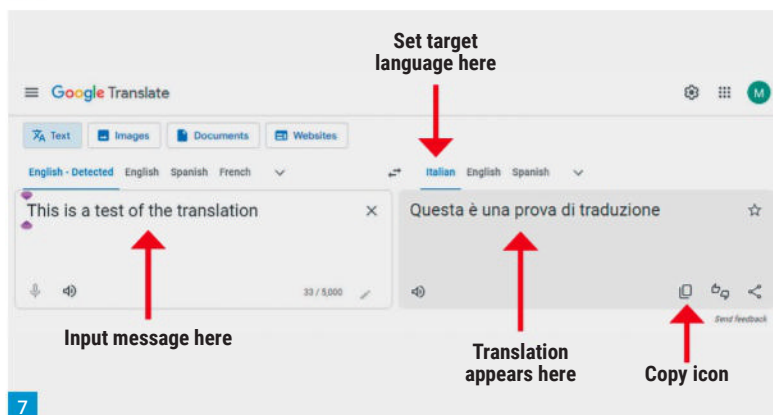 Set target
language here
Google Translate
M
Text Images Documents Websites
English - Detected English Spanish French Italian English Spanish
This is a test of the translation Questa è una prova di traduzione
33 / 5,000
Send feedback
Input message here
Translation
appears here
Copy icon
7